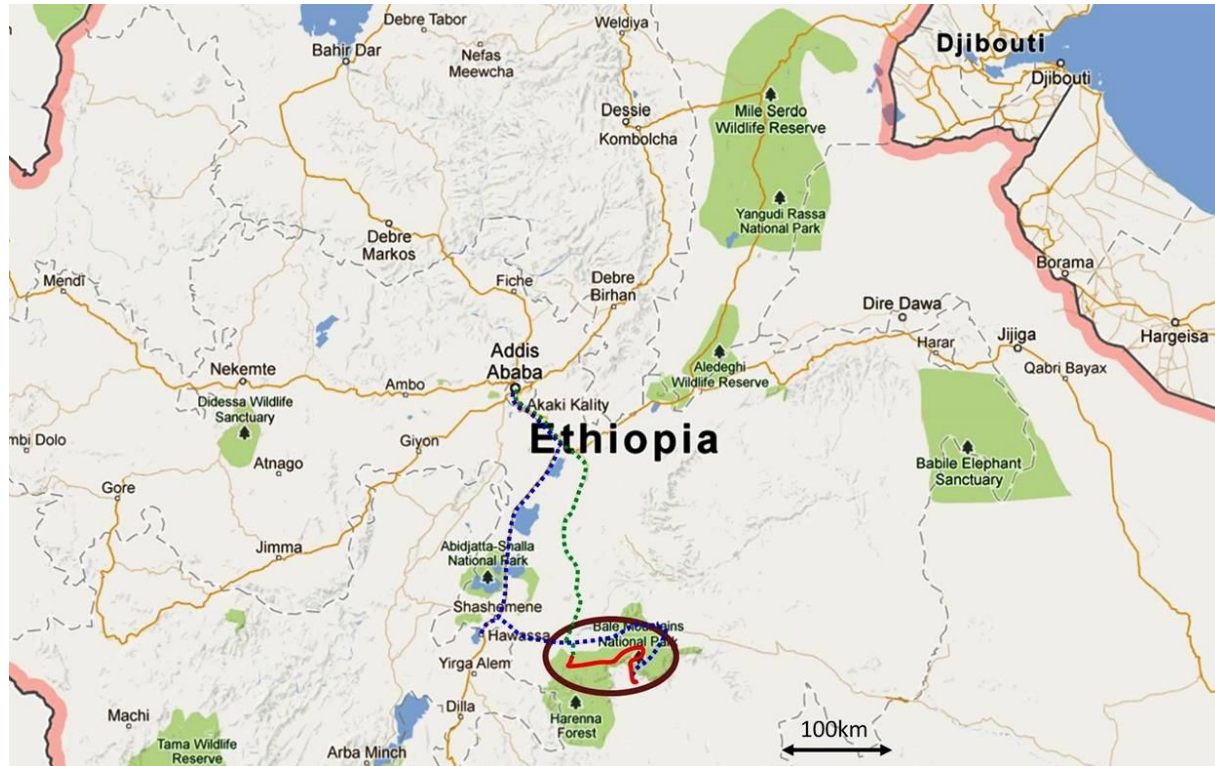 Debre Tabor
Weldiya
Bahir Dar
Nefas
Meewcha
Djibouti
Djibouti
Dessie
Kombolcha
Mile Serdo
Wildlife Reserve
Yangudi Rassa
National Park
Debre
Markos
Fiche
Debre
Birhan
Mendi
Borama
Dire Dawa
Hargeisa
Harar
Jijiga
Qabri Bayax
Addis
Ababa
Nekemte
Ambo
Aledeghi
Wildlife Reserve
Didessa Wildlife
Sanctuary
Akaki Kality
Ethiopia
mbi Dolo
Giyon
Atnago
Babile Elephant
Sanctuary
Gore
Jimma
Abidjatta-Shalla
National Park
Shashemene
Hawassa
Bale Mountains
National Park
Yirga Alem
Dilla
Harenna
Forest
Machi
Tama Wildlife
Reserve
Arba Minch
100km